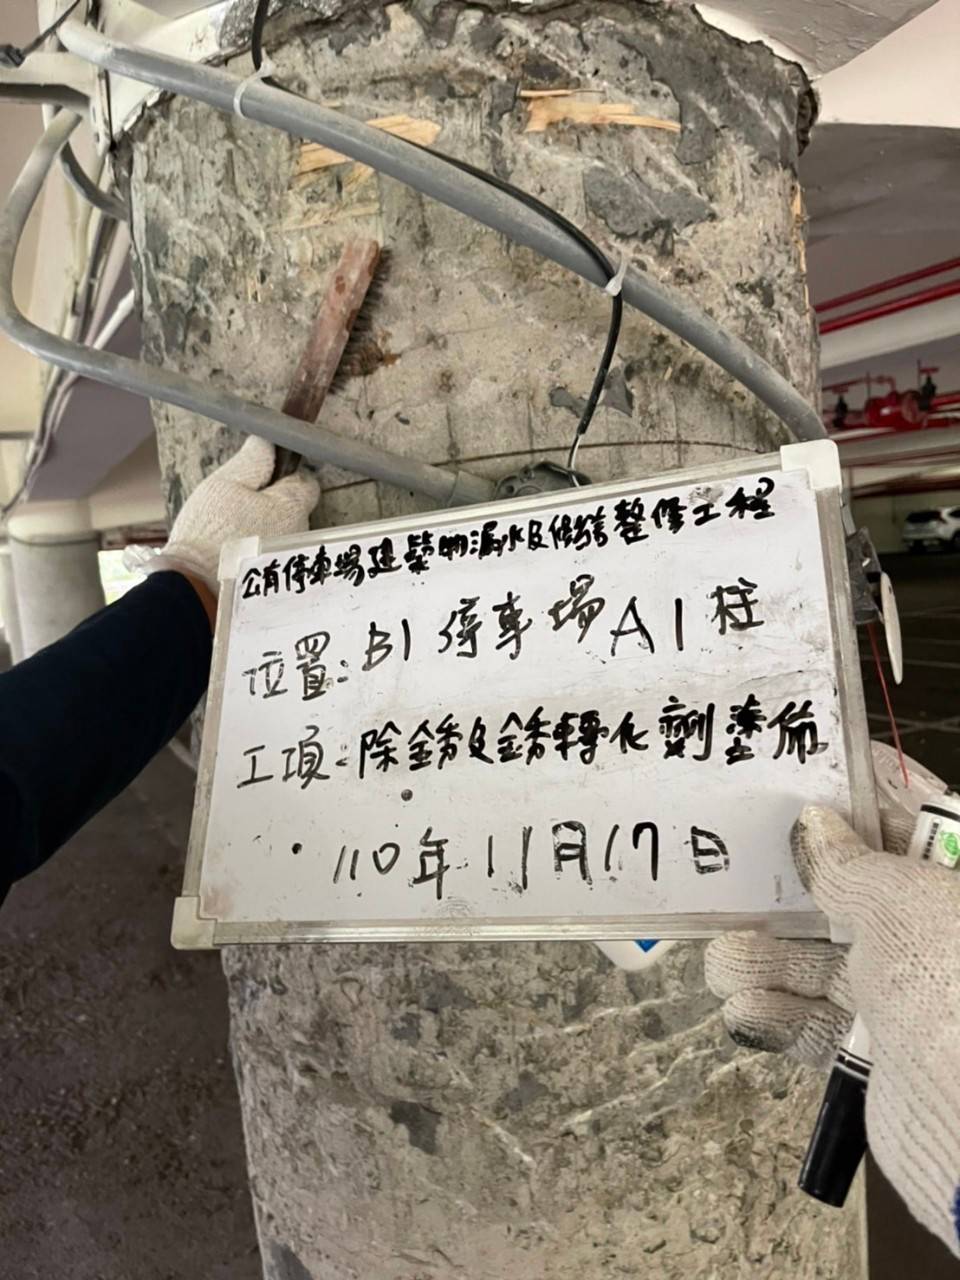 公有停車場建築物漏水及修繕整修工程
位置:B1停車場A1柱
工項:除銹及銹轉化劑塗佈
110年11月17日